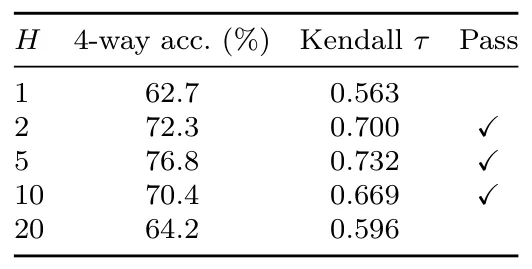 H 4-way acc. (%) Kendall τ Pass
1 62.7 0.563
2 72.3 0.700 ✓
5 76.8 0.732 ✓
10 70.4 0.669 ✓
20 64.2 0.596